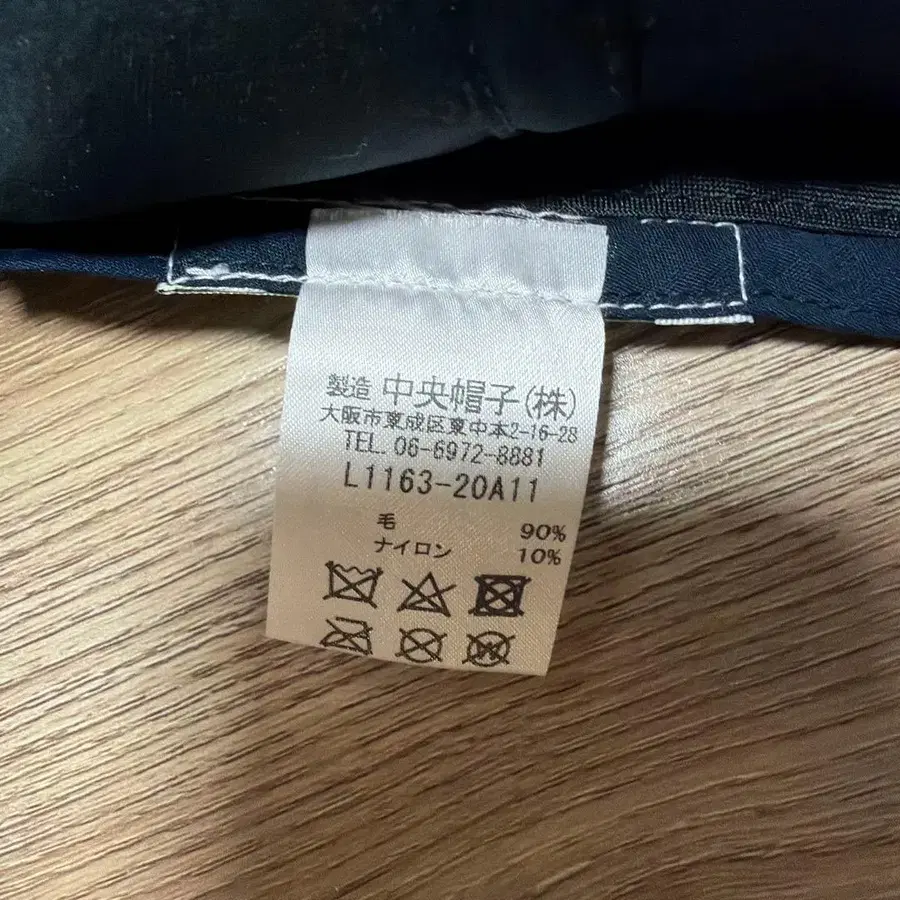 製造 中央帽子(株)
大阪市東成区東中本2-16-28
TEL. 06-6972-8881
L1163-20A11
毛 90%
ナイロン 10%